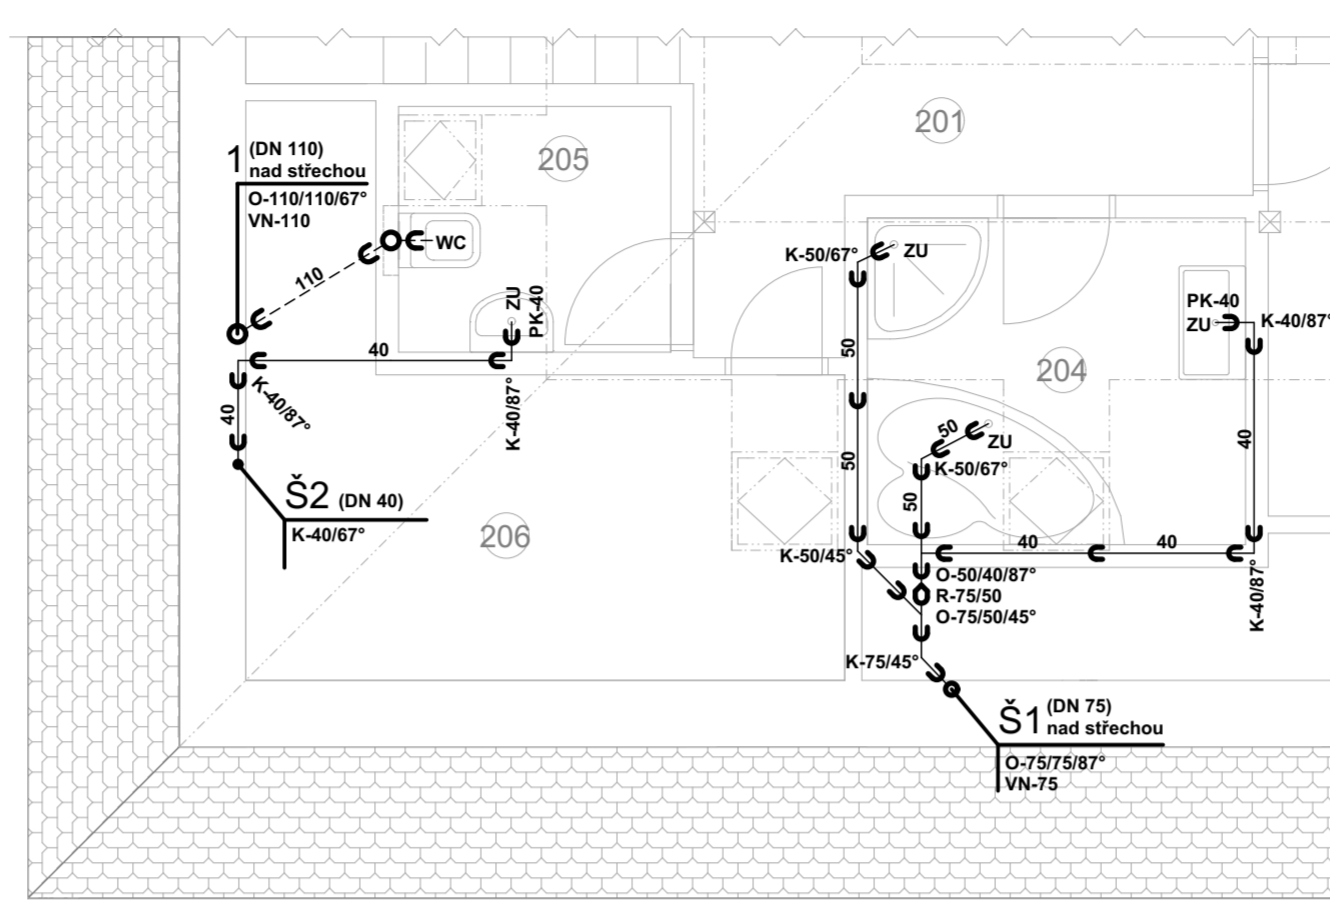 201
205
1 (DN 110)
nad střechou
O-110/110/67°
VN-110
WC
110
ZU
PK-40
40
K-40/87°
K-40/87°
40
Š2 (DN 40)
K-40/67°
206
K-50/67°
ZU
50
50
204
PK-40
ZU
K-40/87°
50
ZU
K-50/67°
50
40
40
40
K-40/87°
K-50/45°
O-50/40/87°
R-75/50
O-75/50/45°
K-75/45°
Š1 (DN 75)
nad střechou
O-75/75/87°
VN-75